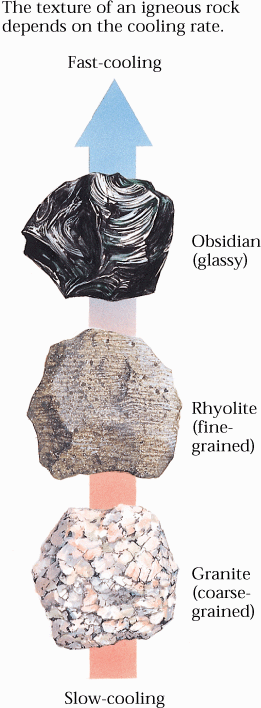 The texture of an igneous rock
depends on the cooling rate.
Fast-cooling
Obsidian
(glassy)
Rhyolite
(fine-
grained)
Granite
(coarse-
grained)
Slow-cooling